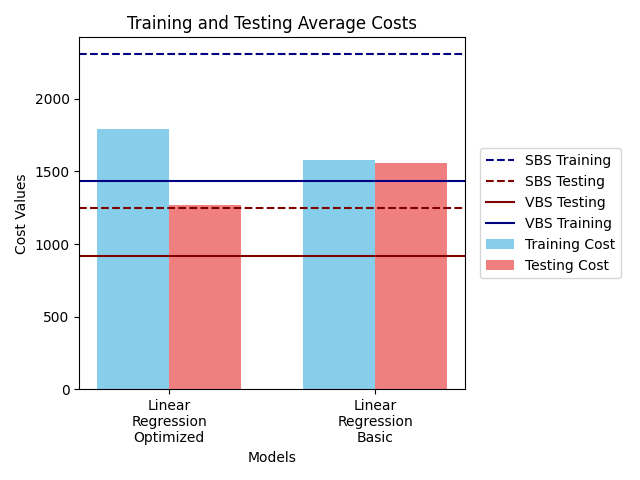 Training and Testing Average Costs
Cost Values
2000
1500
1000
500
0
Linear
Regression
Optimized
Linear
Regression
Basic
Models
SBS Training
SBS Testing
VBS Testing
VBS Training
Training Cost
Testing Cost